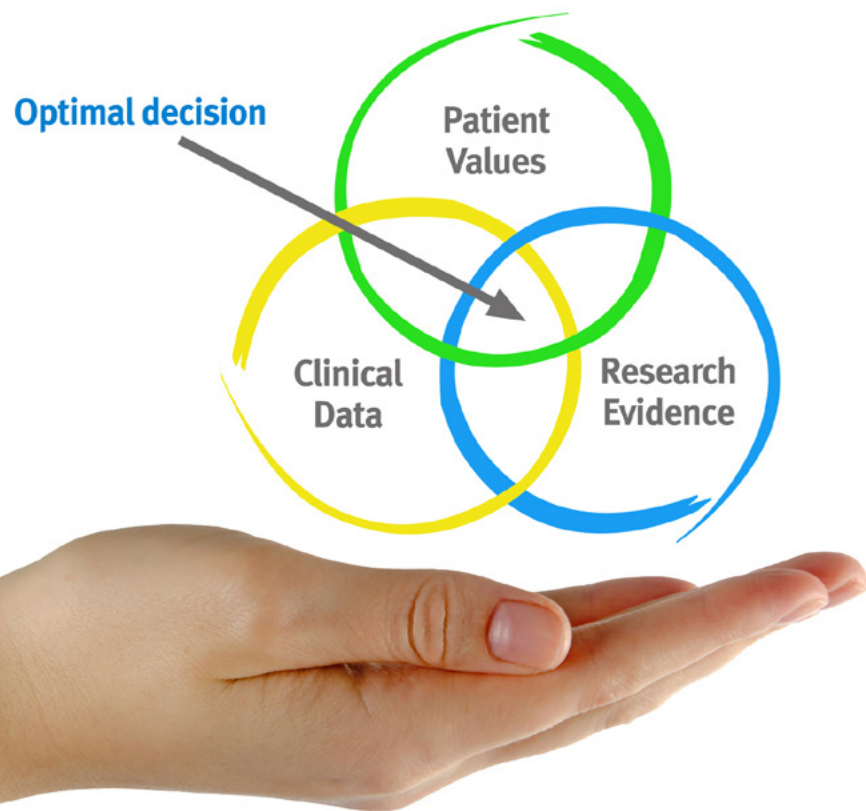 Optimal decision
Patient
Values
Clinical
Data
Research
Evidence